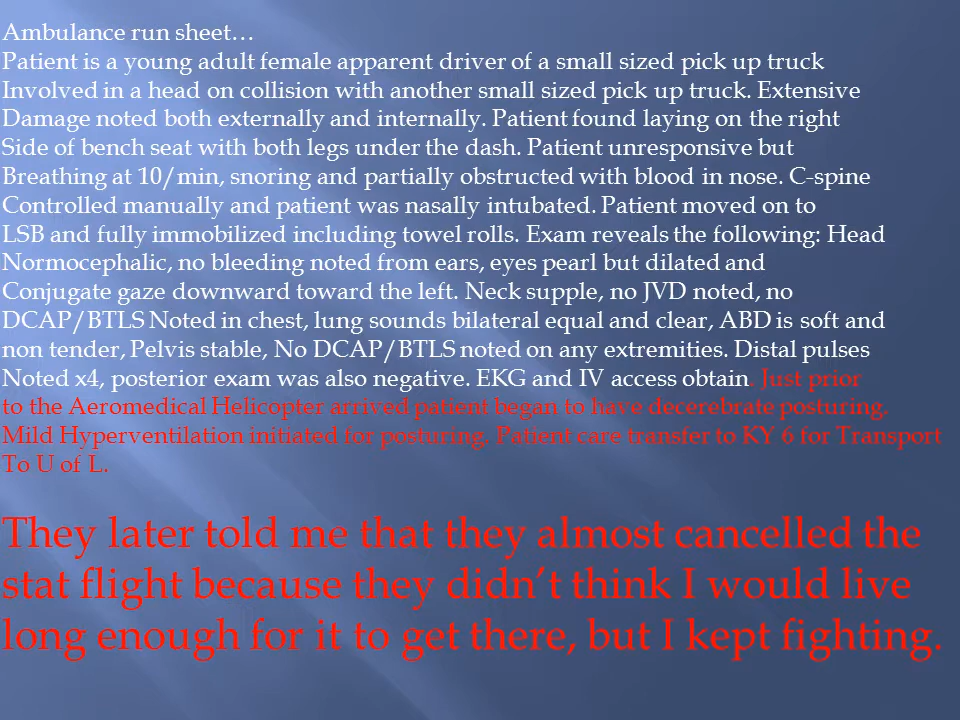 Ambulance run sheet…
Patient is a young adult female apparent driver of a small sized pick up truck
Involved in a head on collision with another small sized pick up truck. Extensive
Damage noted both externally and internally. Patient found laying on the right
Side of bench seat with both legs under the dash. Patient unresponsive but
Breathing at 10/min, snoring and partially obstructed with blood in nose. C-spine
Controlled manually and patient was nasally intubated. Patient moved on to
LSB and fully immobilized including towel rolls. Exam reveals the following: Head
Normocephalic, no bleeding noted from ears, eyes pearl but dilated and
Conjugate gaze downward toward the left. Neck supple, no JVD noted, no
DCAP/BTLS Noted in chest, lung sounds bilateral equal and clear, ABD is soft and
non tender, Pelvis stable, No DCAP/BTLS noted on any extremities. Distal pulses
Noted x4, posterior exam was also negative. EKG and IV access obtain. Just prior
to the Aeromedical Helicopter arrived patient began to have decerebrate posturing.
Mild Hyperventilation initiated for posturing. Patient care transfer to KY 6 for Transport
To U of L.
They later told me that they almost cancelled the
stat flight because they didn’t think I would live
long enough for it to get there, but I kept fighting.